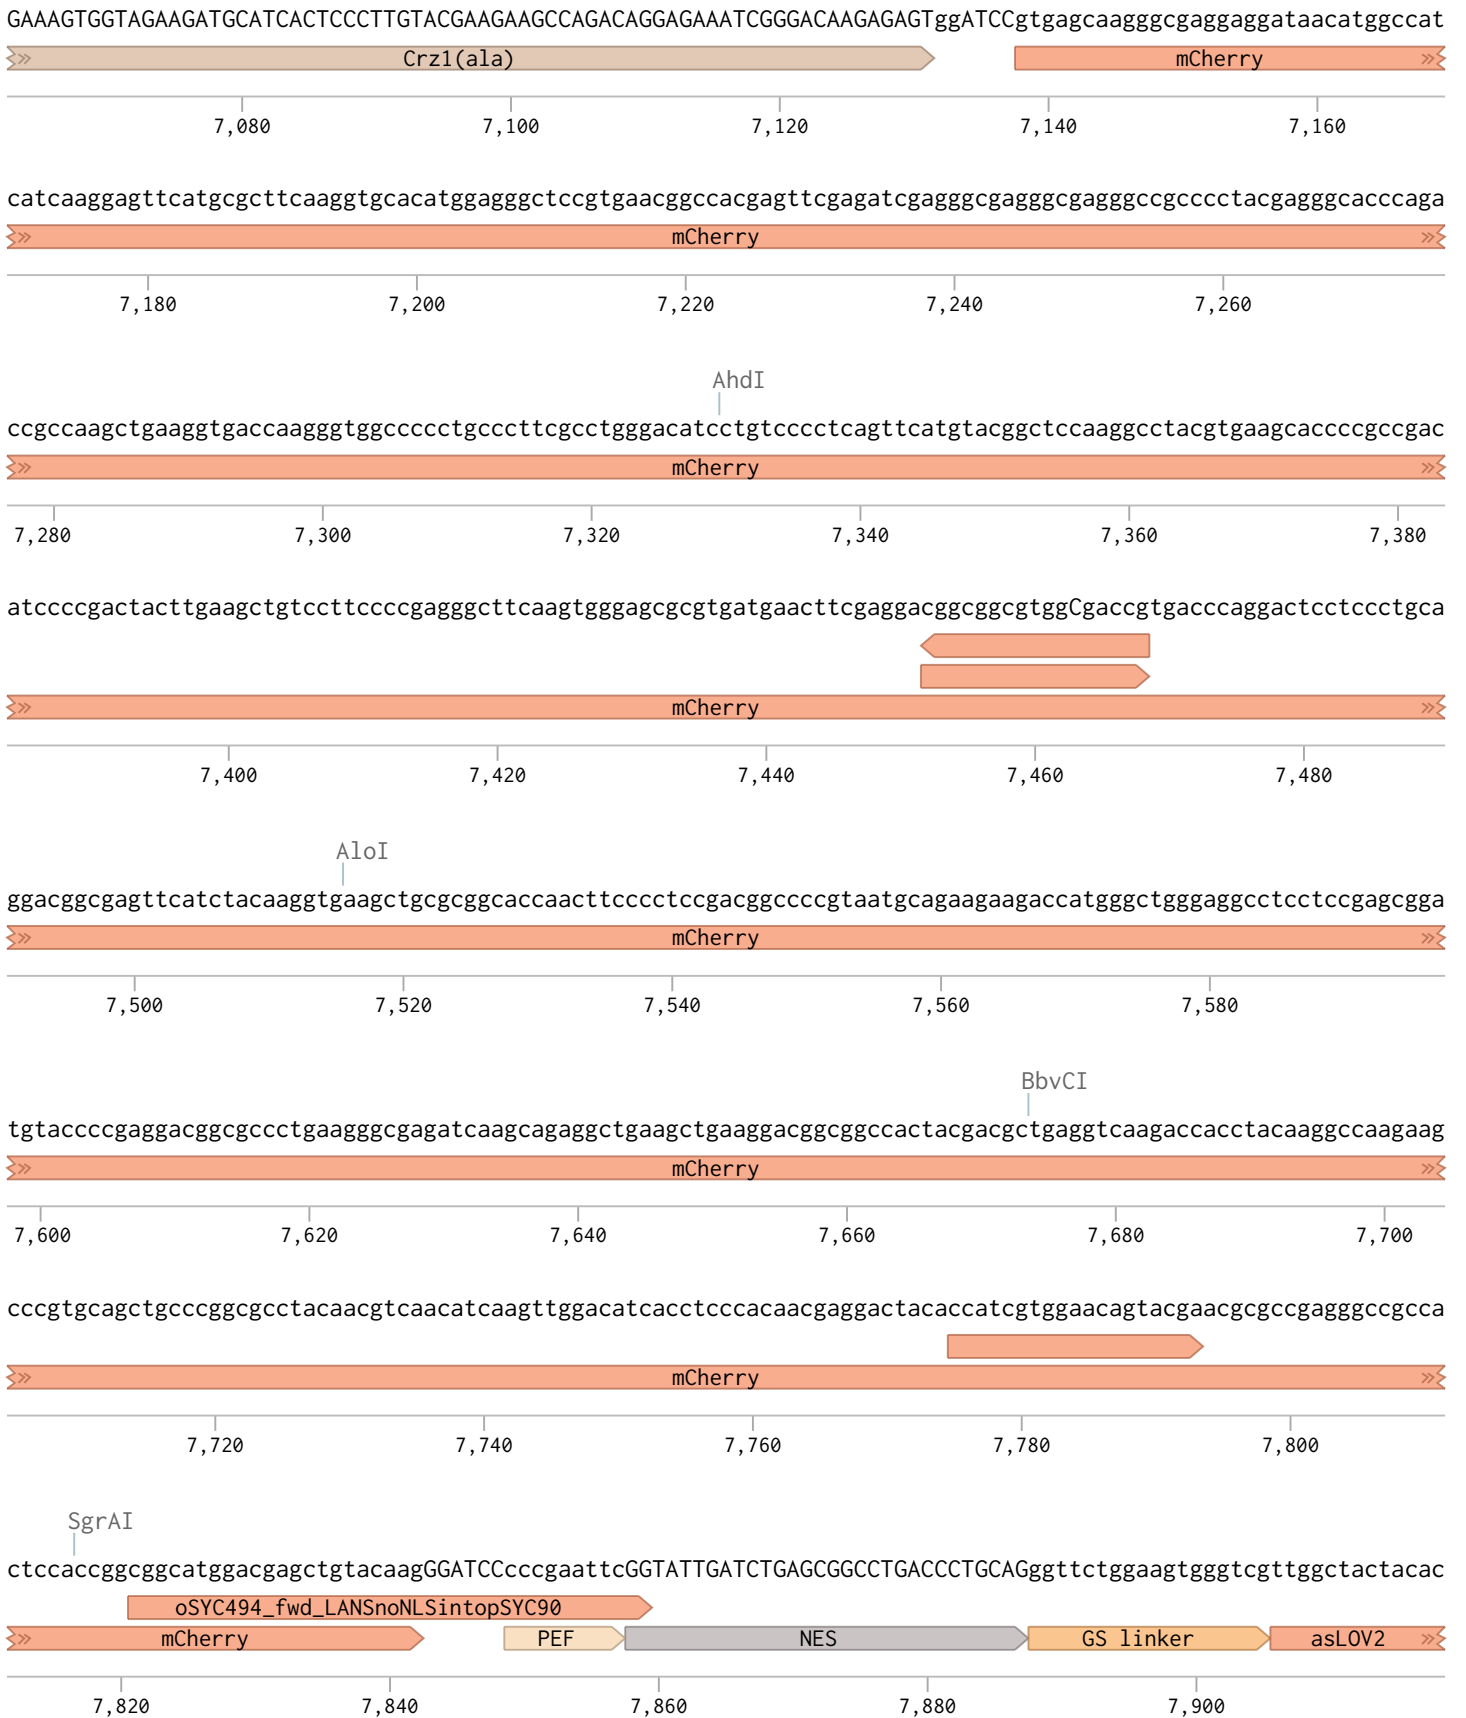 GAAAGTGGTAGAAGATGCATCACTCCCTTGTACGAAGAAGCCAGACAGGAGAAATCGGGACAAGAGAGTggATCCgtgagcaagggcgaggaggataacatggccat
Crz1(ala) mCherry
7,080 7,100 7,120 7,140 7,160
catcaaggagttcatgcgcttcaaggtgcacatggagggctccgtgaacggccacgagttcgagatcgagggcgagggcgagggccgcccctacgagggcacccaga
mCherry
7,180 7,200 7,220 7,240 7,260
AhdI
ccgccaagctgaaggtgaccaagggtggccccctgcccttcgcctgggacatcctgtcccctcagttcatgtacggctccaaggcctacgtgaagcaccccgccgac
mCherry
7,280 7,300 7,320 7,340 7,360 7,380
atccccgactacttgaagctgtccttccccgagggcttcaagtgggagcgcgtgatgaacttcgaggacggcggcgtggCgaccgtgacccaggactcctccctgca
mCherry
7,400 7,420 7,440 7,460 7,480
AloI
ggacggcgagttcatctacaaggtgaagctgcgcggcaccaacttcccctccgacggccccgtaatgcagaagaagaccatgggctgggaggcctcctccgagcgga
mCherry
7,500 7,520 7,540 7,560 7,580
BbvCI
tgtaccccgaggacggcgccctgaagggcgagatcaagcagaggctgaagctgaaggacggcggccactacgacgctgaggtcaagaccacctacaaggccaagaag
mCherry
7,600 7,620 7,640 7,660 7,680 7,700
cccgtgcagctgcccggcgcctacaacgtcaacatcaagttggacatcacctcccacaacgaggactacaccatcgtggaacagtacgaacgcgccgagggccgcca
mCherry
7,720 7,740 7,760 7,780 7,800
SgrAI
ctccaccggcggcatggacgagctgtacaagGGATCCcccgaattcGGTATTGATCTGAGCGGCCTGACCCTGCAGggttctggaagtgggtcgttggctactacac
oSYC494_fwd_LANSnoNLSintopSYC90
mCherry PEF NES GS linker asLOV2
7,820 7,840 7,860 7,880 7,900